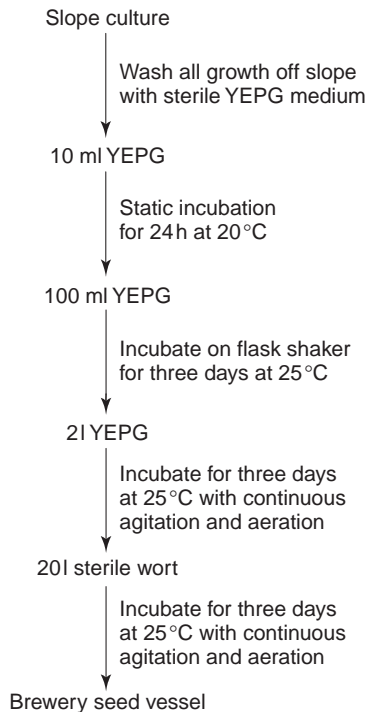 Slope culture
Wash all growth off slope
with sterile YEPG medium
10 ml YEPG
Static incubation
for 24 h at 20 °C
100 ml YEPG
Incubate on flask shaker
for three days at 25 °C
2 l YEPG
Incubate for three days
at 25 °C with continuous
agitation and aeration
20 l sterile wort
Incubate for three days
at 25 °C with continuous
agitation and aeration
Brewery seed vessel